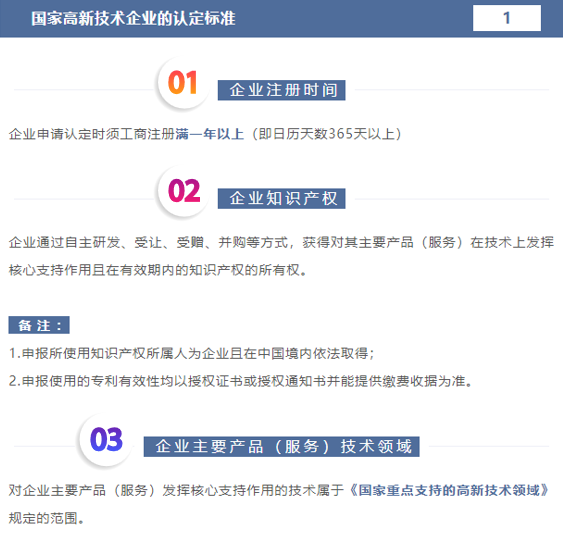 国家高新技术企业的认定标准
1
01
企业注册时间
企业申请认定时须工商注册满一年以上（即日历天数365天以上）
02
企业知识产权
企业通过自主研发、受让、受赠、并购等方式，获得对其主要产品（服务）在技术上发挥
核心支持作用且在有效期内的知识产权的所有权。
备注：
1.申报所使用知识产权所属人为企业且在中国境内依法取得；
2.申报使用的专利有效性均以授权证书或授权通知书并能提供缴费收据为准。
03
企业主要产品（服务）技术领域
对企业主要产品（服务）发挥核心支持作用的技术属于《国家重点支持的高新技术领域》
规定的范围。